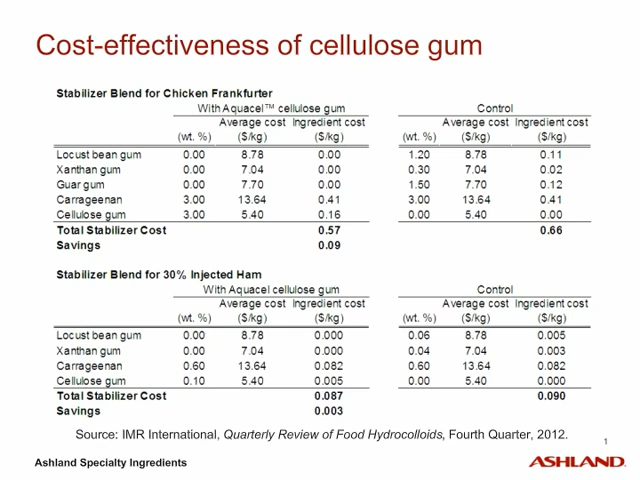 Cost-effectiveness of cellulose gum
Stabilizer Blend for Chicken Frankfurter
With Aquacel™ cellulose gum Control
Average cost Ingredient cost Average cost Ingredient cost
(wt. %) ($/kg) ($/kg) (wt. %) ($/kg) ($/kg)
Locust bean gum 0.00 8.78 0.00 1.20 8.78 0.11
Xanthan gum 0.00 7.04 0.00 0.30 7.04 0.02
Guar gum 0.00 7.70 0.00 1.50 7.70 0.12
Carrageenan 3.00 13.64 0.41 3.00 13.64 0.41
Cellulose gum 3.00 5.40 0.16 0.00 5.40 0.00
Total Stabilizer Cost 0.57 0.66
Savings 0.09
Stabilizer Blend for 30% Injected Ham
With Aquacel cellulose gum Control
Average cost Ingredient cost Average cost Ingredient cost
(wt. %) ($/kg) ($/kg) (wt. %) ($/kg) ($/kg)
Locust bean gum 0.00 8.78 0.000 0.06 8.78 0.005
Xanthan gum 0.00 7.04 0.000 0.04 7.04 0.003
Carrageenan 0.60 13.64 0.082 0.60 13.64 0.082
Cellulose gum 0.10 5.40 0.005 0.00 5.40 0.000
Total Stabilizer Cost 0.087 0.090
Savings 0.003
Source: IMR International, Quarterly Review of Food Hydrocolloids, Fourth Quarter, 2012.
1
Ashland Specialty Ingredients
ASHLAND.